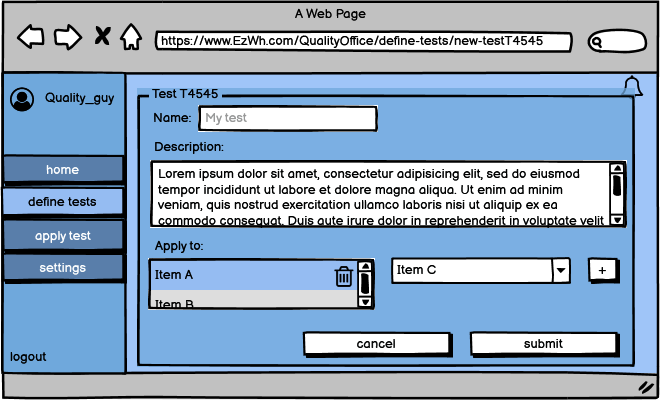 A Web Page
https://www.EzWh.com/QualityOffice/define-tests/new-testT4545
Quality_guy
home
define tests
apply test
settings
logout
Test T4545
Name: My test
Description:
Lorem ipsum dolor sit amet, consectetur adipisicing elit, sed do eiusmod
tempor incididunt ut labore et dolore magna aliqua. Ut enim ad minim
veniam, quis nostrud exercitation ullamco laboris nisi ut aliquip ex ea
commodo consequat. Duis aute irure dolor in reprehenderit in voluptate velit
Apply to:
Item A
Item B
Item C
+
cancel
submit